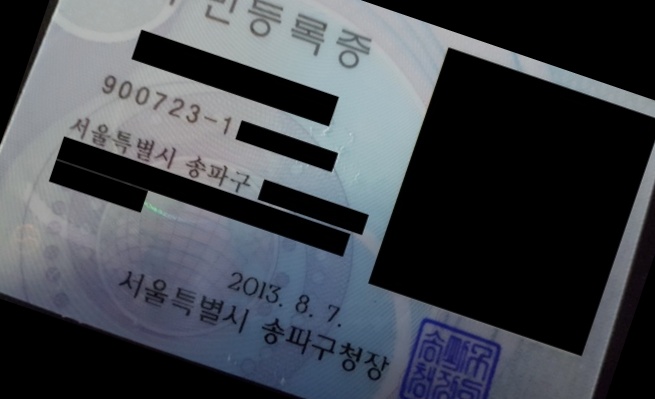 민등록증
900723-1
서울특별시 송파구
2013. 8. 7.
서울특별시 송파구청장